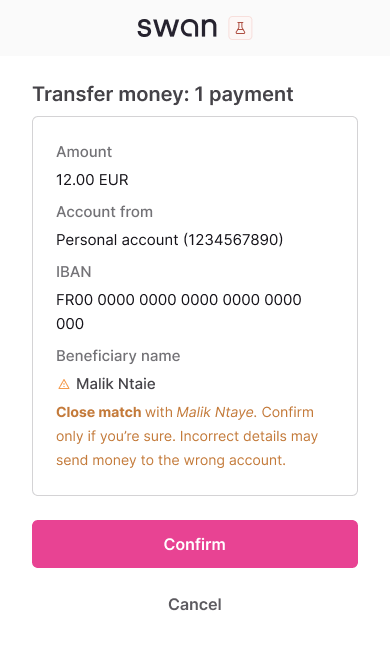 swan
Transfer money: 1 payment
Amount
12.00 EUR
Account from
Personal account (1234567890)
IBAN
FR00 0000 0000 0000 0000 0000
000
Beneficiary name
Malik Ntaie
Close match with Malik Ntaye. Confirm
only if you’re sure. Incorrect details may
send money to the wrong account.
Confirm
Cancel